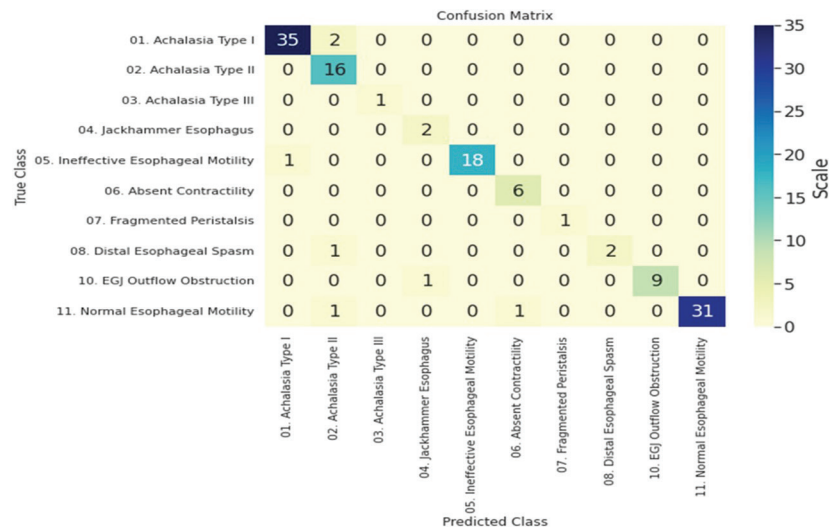 Confusion Matrix
True Class
01. Achalasia Type I 35 2 0 0 0 0 0 0 0 0
02. Achalasia Type II 0 16 0 0 0 0 0 0 0 0
03. Achalasia Type III 0 0 1 0 0 0 0 0 0 0
04. Jackhammer Esophagus 0 0 0 2 0 0 0 0 0 0
05. Ineffective Esophageal Motility 1 0 0 0 18 0 0 0 0 0
06. Absent Contractility 0 0 0 0 0 6 0 0 0 0
07. Fragmented Peristalsis 0 0 0 0 0 0 1 0 0 0
08. Distal Esophageal Spasm 0 1 0 0 0 0 0 2 0 0
10. EGJ Outflow Obstruction 0 0 0 1 0 0 0 0 9 0
11. Normal Esophageal Motility 0 1 0 0 0 1 0 0 0 31
01. Achalasia Type I
02. Achalasia Type II
03. Achalasia Type III
04. Jackhammer Esophagus
05. Ineffective Esophageal Motility
06. Absent Contractility
07. Fragmented Peristalsis
08. Distal Esophageal Spasm
10. EGJ Outflow Obstruction
11. Normal Esophageal Motility
Predicted Class
35
30
25
20
15
10
5
0
Scale